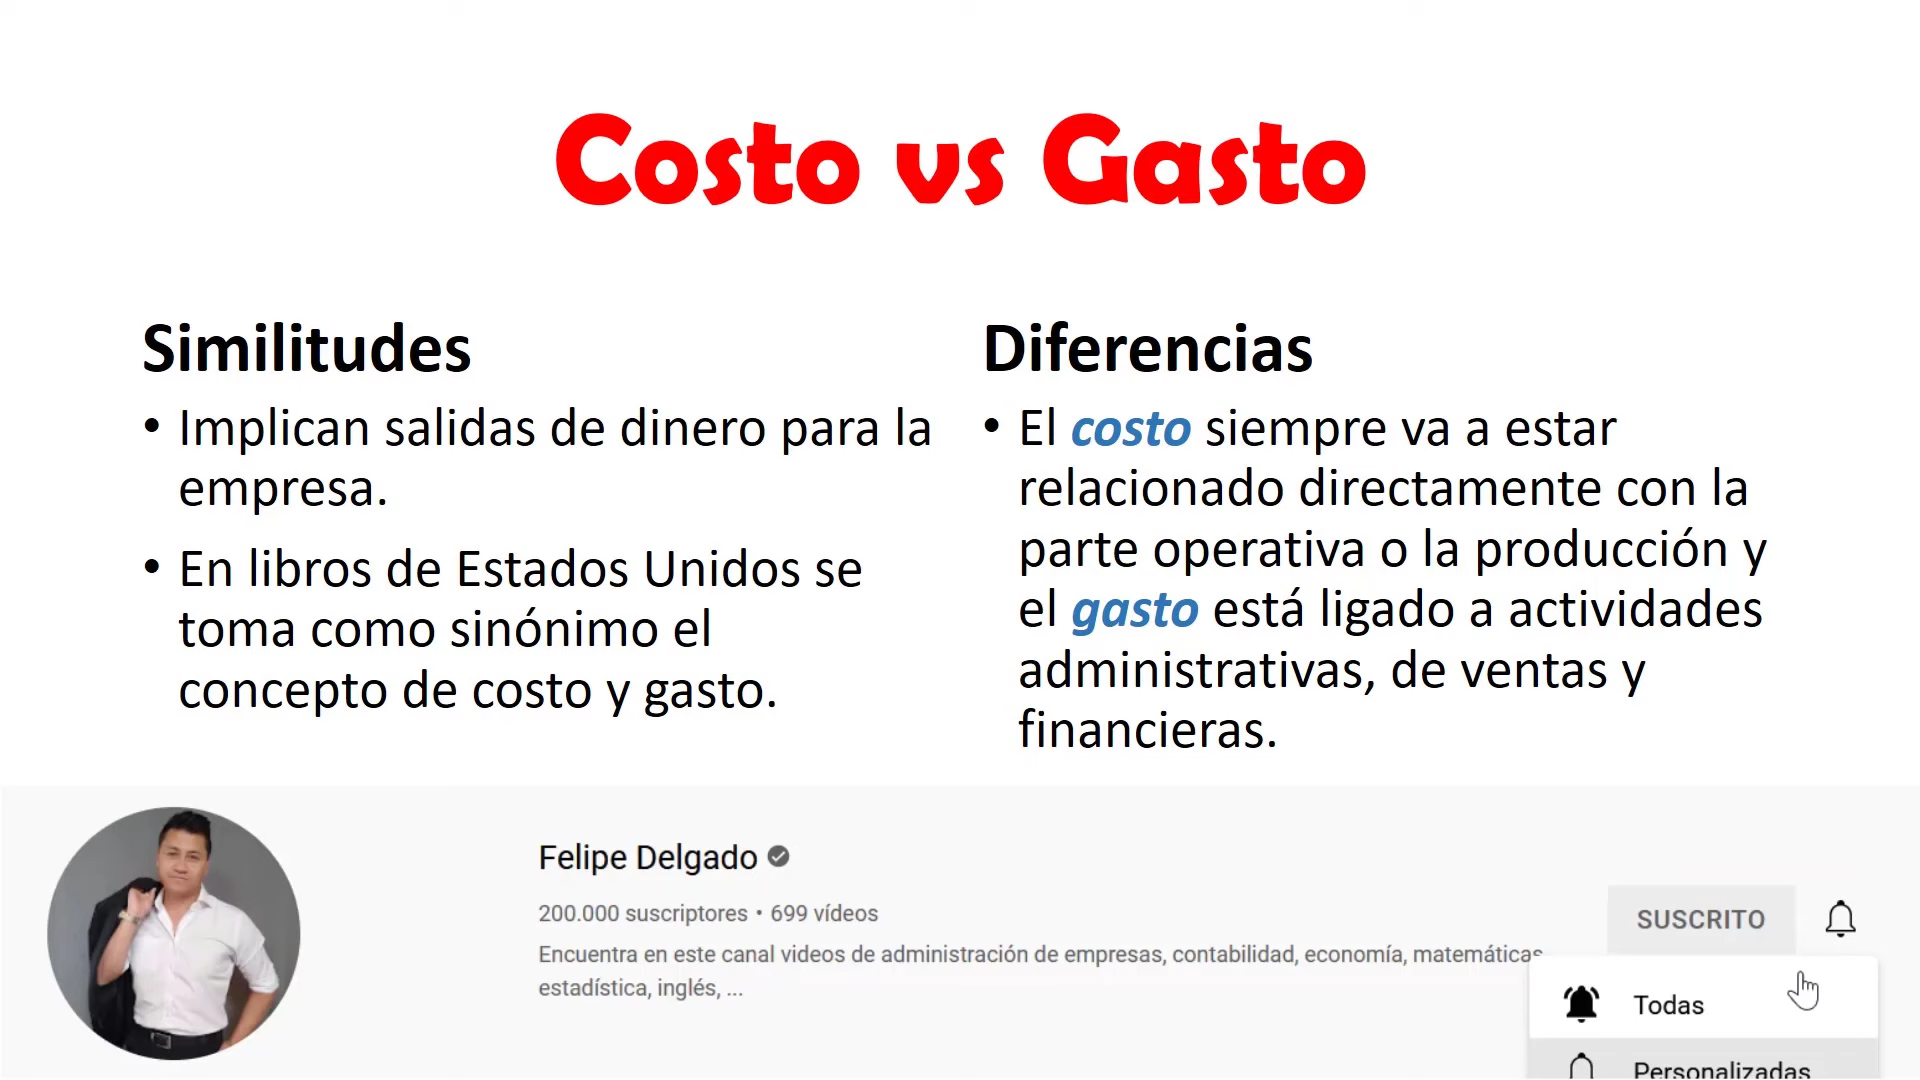 Costo vs Gasto
Similitudes
• Implican salidas de dinero para la
empresa.
• En libros de Estados Unidos se
toma como sinónimo el
concepto de costo y gasto.
Diferencias
• El costo siempre va a estar
relacionado directamente con la
parte operativa o la producción y
el gasto está ligado a actividades
administrativas, de ventas y
financieras.
Felipe Delgado
200.000 suscriptores • 699 vídeos
Encuentra en este canal videos de administración de empresas, contabilidad, economía, matemáticas
estadística, inglés, ...
SUSCRITO
Todas
Personalizadas